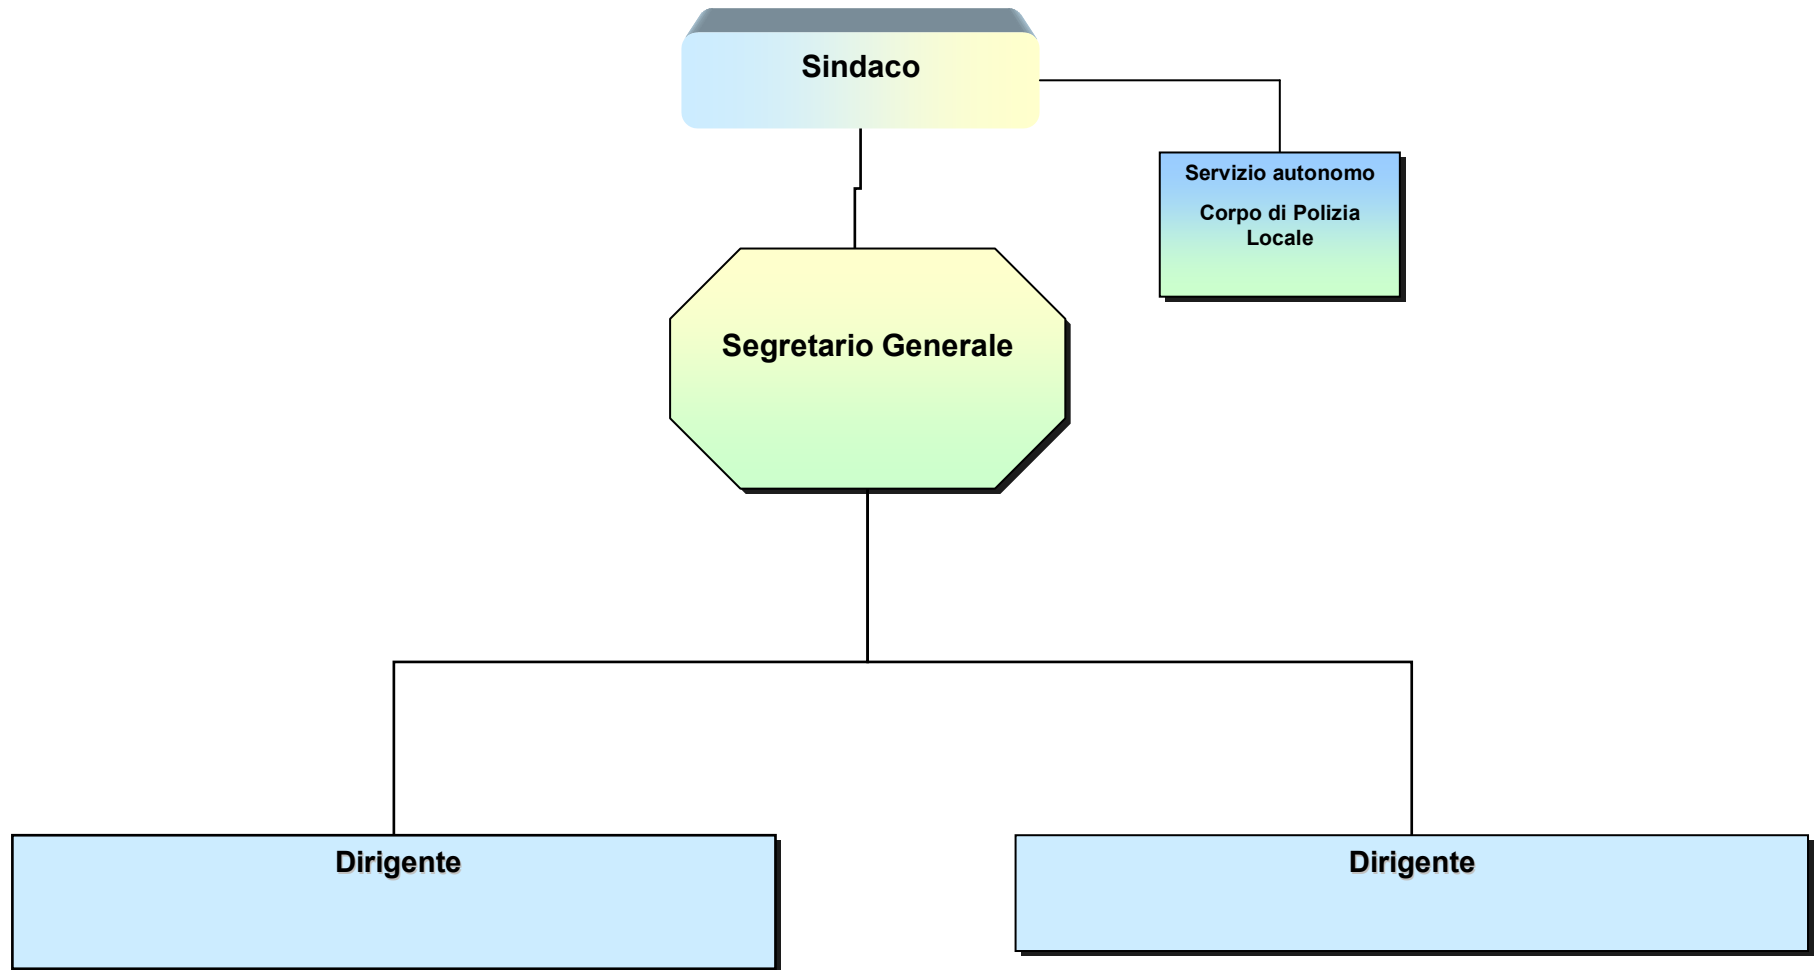 Sindaco
Servizio autonomo
Corpo di Polizia
Locale
Segretario Generale
Dirigente
Dirigente